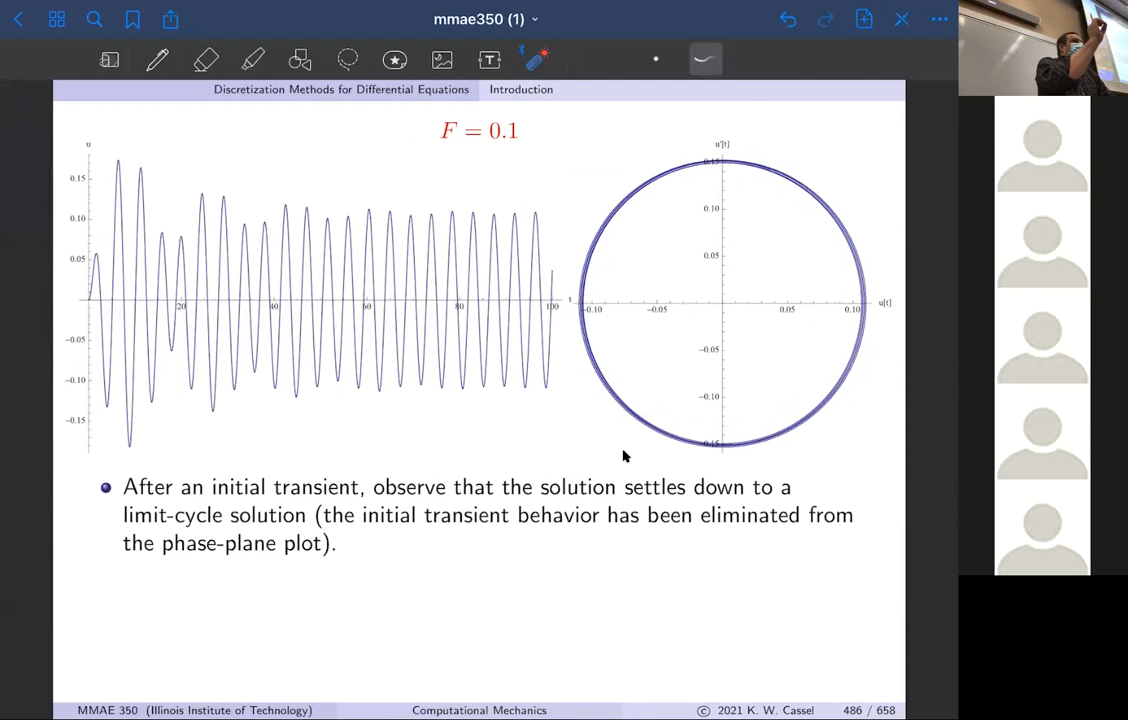 mmae350 (1)
Discretization Methods for Differential Equations Introduction
F = 0.1
u
0.15
0.10
0.05
−0.05
−0.10
−0.15
20 40 60 80 100 t
u'[t]
0.15
0.10
0.05
−0.05
−0.10
−0.15
−0.10 −0.05 0.05 0.10 u[t]
After an initial transient, observe that the solution settles down to a
limit-cycle solution (the initial transient behavior has been eliminated from
the phase-plane plot).
MMAE 350 (Illinois Institute of Technology) Computational Mechanics © 2021 K. W. Cassel 486 / 658